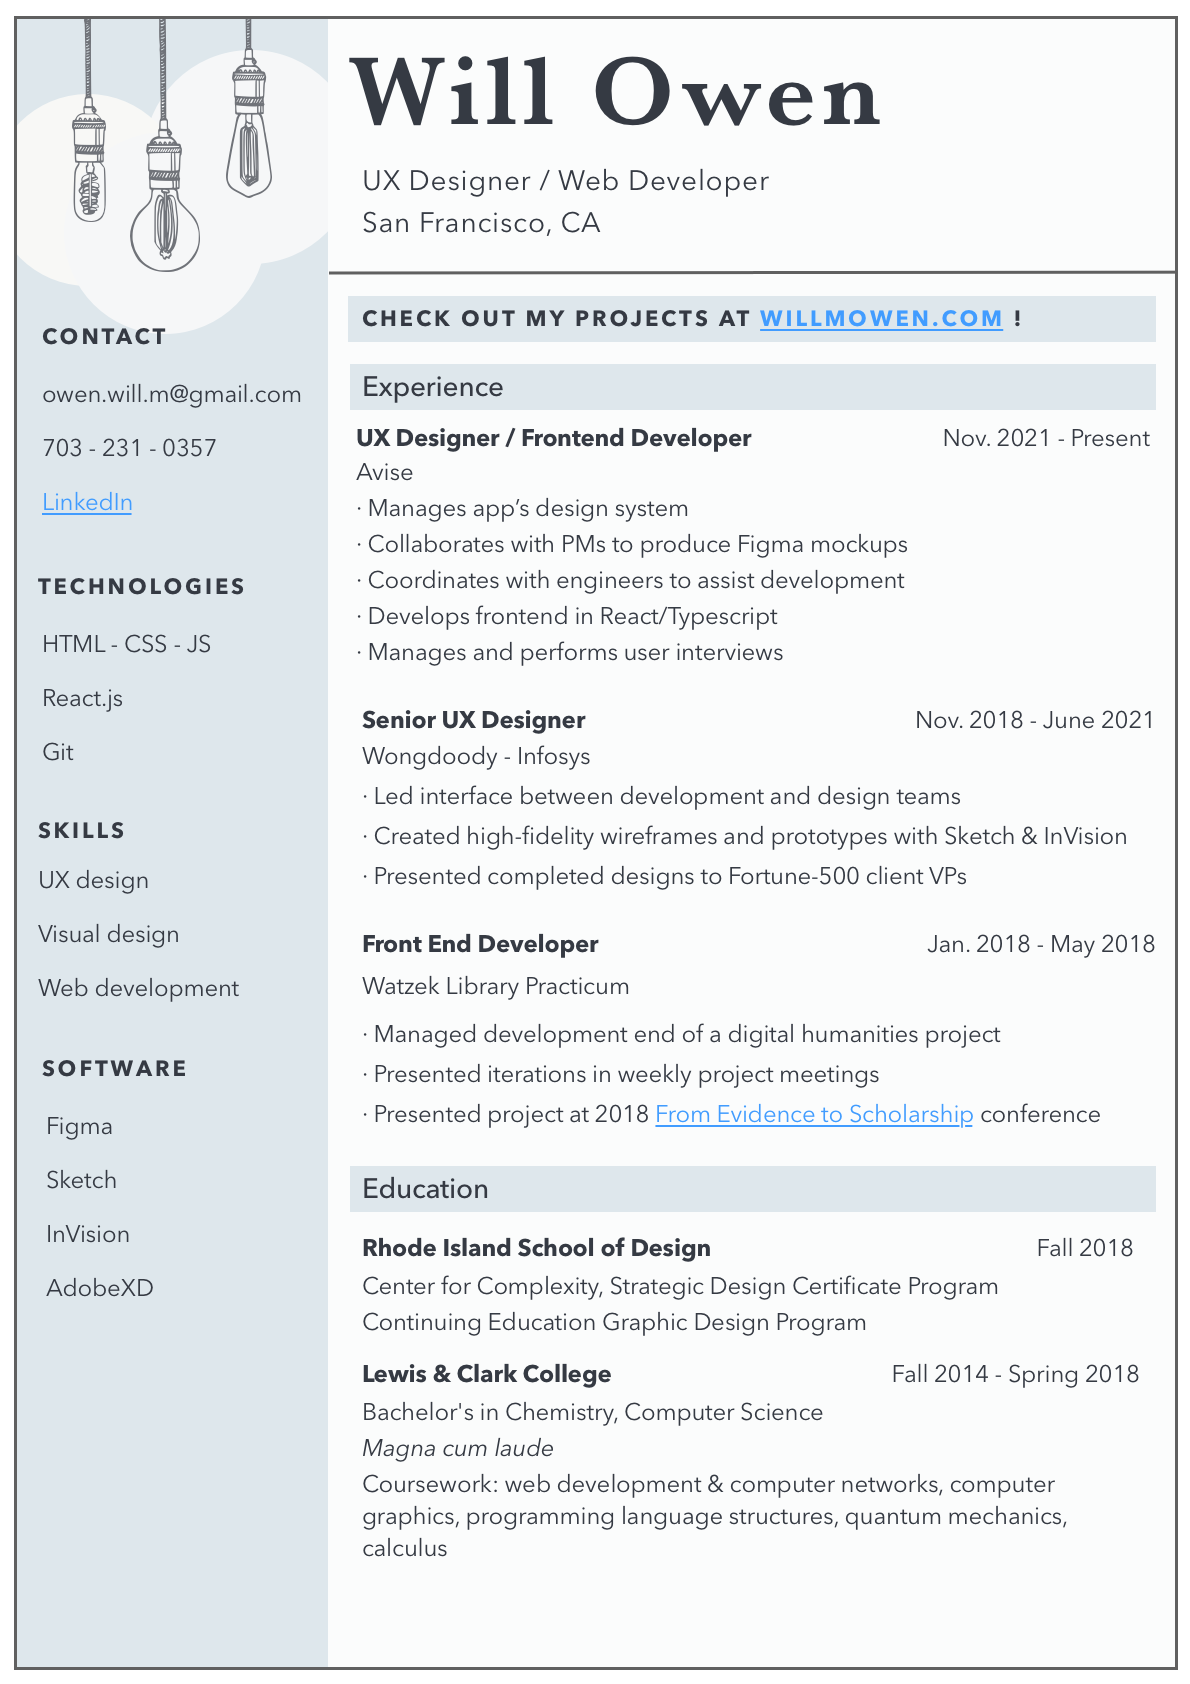 Will Owen
UX Designer / Web Developer
San Francisco, CA
CONTACT
owen.will.m@gmail.com
703 - 231 - 0357
LinkedIn
TECHNOLOGIES
HTML - CSS - JS
React.js
Git
SKILLS
UX design
Visual design
Web development
SOFTWARE
Figma
Sketch
InVision
AdobeXD
CHECK OUT MY PROJECTS AT WILLMOWEN.COM !
Experience
UX Designer / Frontend Developer Nov. 2021 - Present
Avise
· Manages app’s design system
· Collaborates with PMs to produce Figma mockups
· Coordinates with engineers to assist development
· Develops frontend in React/Typescript
· Manages and performs user interviews
Senior UX Designer Nov. 2018 - June 2021
Wongdoody - Infosys
· Led interface between development and design teams
· Created high-fidelity wireframes and prototypes with Sketch & InVision
· Presented completed designs to Fortune-500 client VPs
Front End Developer Jan. 2018 - May 2018
Watzek Library Practicum
· Managed development end of a digital humanities project
· Presented iterations in weekly project meetings
· Presented project at 2018 From Evidence to Scholarship conference
Education
Rhode Island School of Design Fall 2018
Center for Complexity, Strategic Design Certificate Program
Continuing Education Graphic Design Program
Lewis & Clark College Fall 2014 - Spring 2018
Bachelor's in Chemistry, Computer Science
Magna cum laude
Coursework: web development & computer networks, computer
graphics, programming language structures, quantum mechanics,
calculus